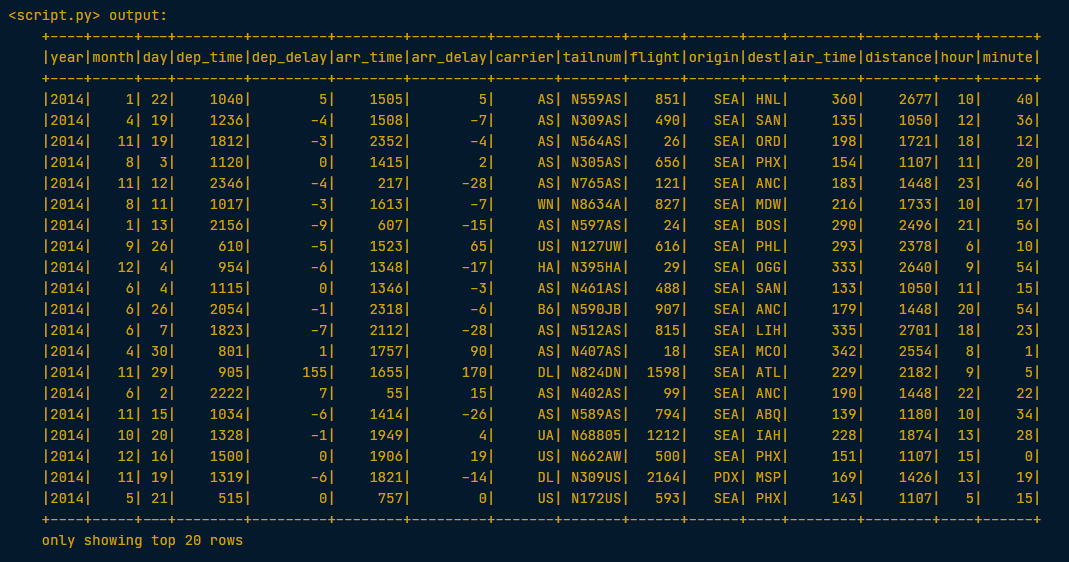 <script.py> output:
+----+-----+---+--------+---------+--------+---------+-------+-------+------+------+----+--------+--------+----+------+
|year|month|day|dep_time|dep_delay|arr_time|arr_delay|carrier|tailnum|flight|origin|dest|air_time|distance|hour|minute|
+----+-----+---+--------+---------+--------+---------+-------+-------+------+------+----+--------+--------+----+------+
|2014|    1| 22|    1040|        5|    1505|        5|     AS| N559AS|   851|   SEA| HNL|     360|    2677|  10|    40|
|2014|    4| 19|    1236|       -4|    1508|       -7|     AS| N309AS|   490|   SEA| SAN|     135|    1050|  12|    36|
|2014|   11| 19|    1812|       -3|    2352|       -4|     AS| N564AS|    26|   SEA| ORD|     198|    1721|  18|    12|
|2014|    8|  3|    1120|        0|    1415|        2|     AS| N305AS|   656|   SEA| PHX|     154|    1107|  11|    20|
|2014|   11| 12|    2346|       -4|     217|      -28|     AS| N765AS|   121|   SEA| ANC|     183|    1448|  23|    46|
|2014|    8| 11|    1017|       -3|    1613|       -7|     WN| N8634A|   827|   SEA| MDW|     216|    1733|  10|    17|
|2014|    1| 13|    2156|       -9|     607|      -15|     AS| N597AS|    24|   SEA| BOS|     290|    2496|  21|    56|
|2014|    9| 26|     610|       -5|    1523|       65|     US| N127UW|   616|   SEA| PHL|     293|    2378|   6|    10|
|2014|   12|  4|     954|       -6|    1348|      -17|     HA| N395HA|    29|   SEA| OGG|     333|    2640|   9|    54|
|2014|    6|  4|    1115|        0|    1346|       -3|     AS| N461AS|   488|   SEA| SAN|     133|    1050|  11|    15|
|2014|    6| 26|    2054|       -1|    2318|       -6|     B6| N590JB|   907|   SEA| ANC|     179|    1448|  20|    54|
|2014|    6|  7|    1823|       -7|    2112|      -28|     AS| N512AS|   815|   SEA| LIH|     335|    2701|  18|    23|
|2014|    4| 30|     801|        1|    1757|       90|     AS| N407AS|    18|   SEA| MCO|     342|    2554|   8|     1|
|2014|   11| 29|     905|      155|    1655|      170|     DL| N824DN|  1598|   SEA| ATL|     229|    2182|   9|     5|
|2014|    6|  2|    2222|        7|      55|       15|     AS| N402AS|    99|   SEA| ANC|     190|    1448|  22|    22|
|2014|   11| 15|    1034|       -6|    1414|      -26|     AS| N589AS|   794|   SEA| ABQ|     139|    1180|  10|    34|
|2014|   10| 20|    1328|       -1|    1949|        4|     UA| N68805|  1212|   SEA| IAH|     228|    1874|  13|    28|
|2014|   12| 16|    1500|        0|    1906|       19|     US| N662AW|   500|   SEA| PHX|     151|    1107|  15|     0|
|2014|   11| 19|    1319|       -6|    1821|      -14|     DL| N309US|  2164|   PDX| MSP|     169|    1426|  13|    19|
|2014|    5| 21|     515|        0|     757|        0|     US| N172US|   593|   SEA| PHX|     143|    1107|   5|    15|
+----+-----+---+--------+---------+--------+---------+-------+-------+------+------+----+--------+--------+----+------+
only showing top 20 rows